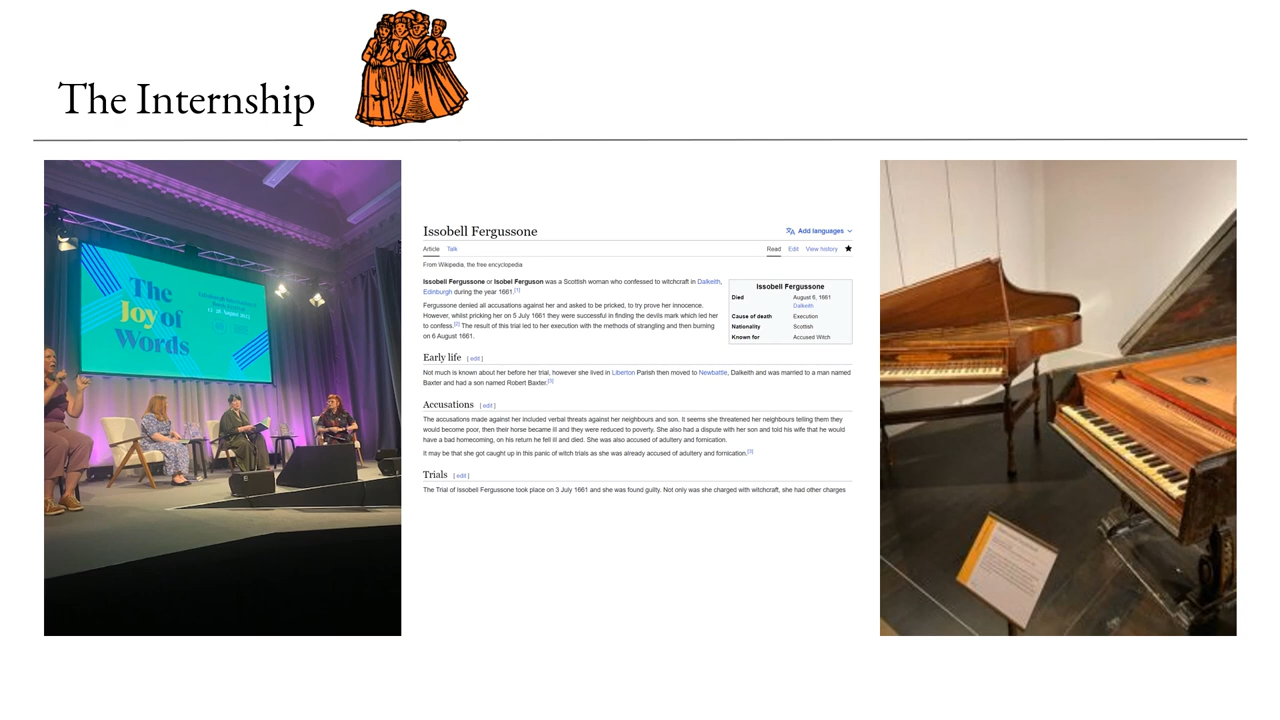 The Internship
The
Joy of
Words
Edinburgh International
Book Festival
12-28 August 2023
Issobell Fergussone
Add languages
Article Talk
Read Edit View history
From Wikipedia, the free encyclopedia
Issobell Fergussone or Isobel Ferguson was a Scottish woman who confessed to witchcraft in Dalkeith,
Edinburgh during the year 1661.[1]
Fergussone denied all accusations against her and asked to be pricked, to try prove her innocence.
However, whilst pricking her on 5 July 1661 they were successful in finding the devils mark which led her
to confess.[2] The result of this trial led to her execution with the methods of strangling and then burning
on 6 August 1661.
Issobell Fergussone
Died August 6, 1661
Dalkeith
Cause of death Execution
Nationality Scottish
Known for Accused Witch
Early life [ edit ]
Not much is known about her before her trial, however she lived in Liberton Parish then moved to Newbattle, Dalkeith and was married to a man named
Baxter and had a son named Robert Baxter.[3]
Accusations [ edit ]
The accusations made against her included verbal threats against her neighbours and son. It seems she threatened her neighbours telling them they
would become poor, then their horse became ill and they were reduced to poverty. She also had a dispute with her son and told his wife that he would
have a bad homecoming, on his return he fell ill and died. She was also accused of adultery and fornication.
It may be that she got caught up in this panic of witch trials as she was already accused of adultery and fornication.[3]
Trials [ edit ]
The Trial of Issobell Fergussone took place on 3 July 1661 and she was found guilty. Not only was she charged with witchcraft, she had other charges